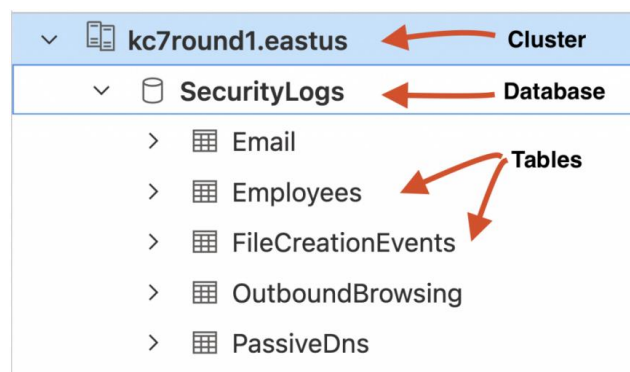 kc7round1.eastus Cluster
SecurityLogs Database
Email
Tables
Employees
FileCreationEvents
OutboundBrowsing
PassiveDns